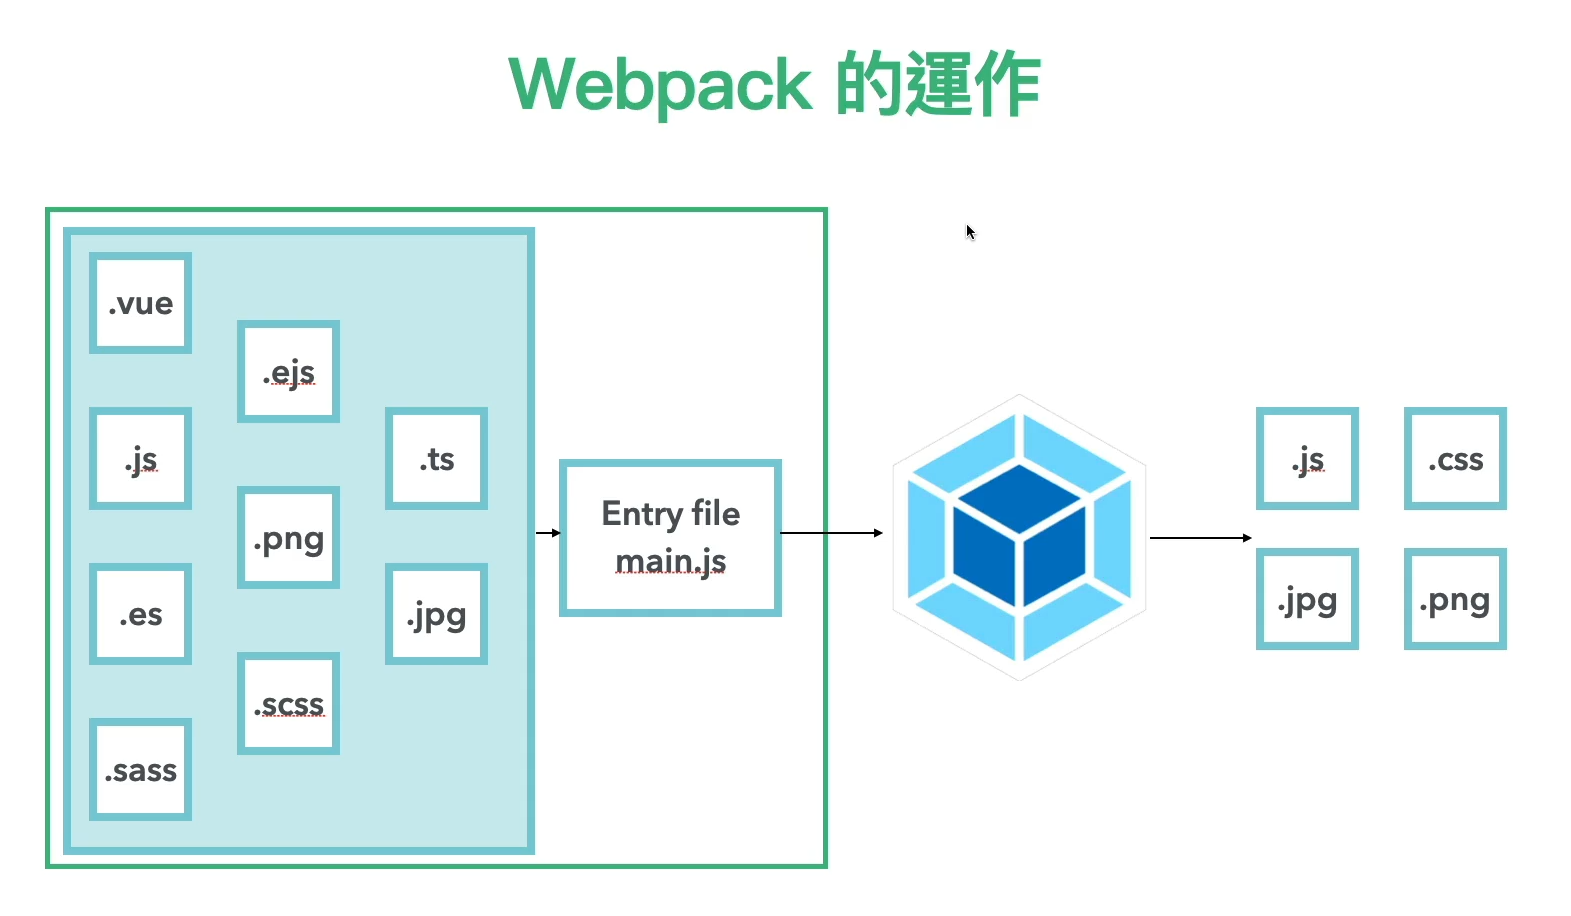 Webpack 的運作
.vue
.ejs
.js
.ts
.png
.es
.jpg
.scss
.sass
Entry file
main.js
.js
.css
.jpg
.png